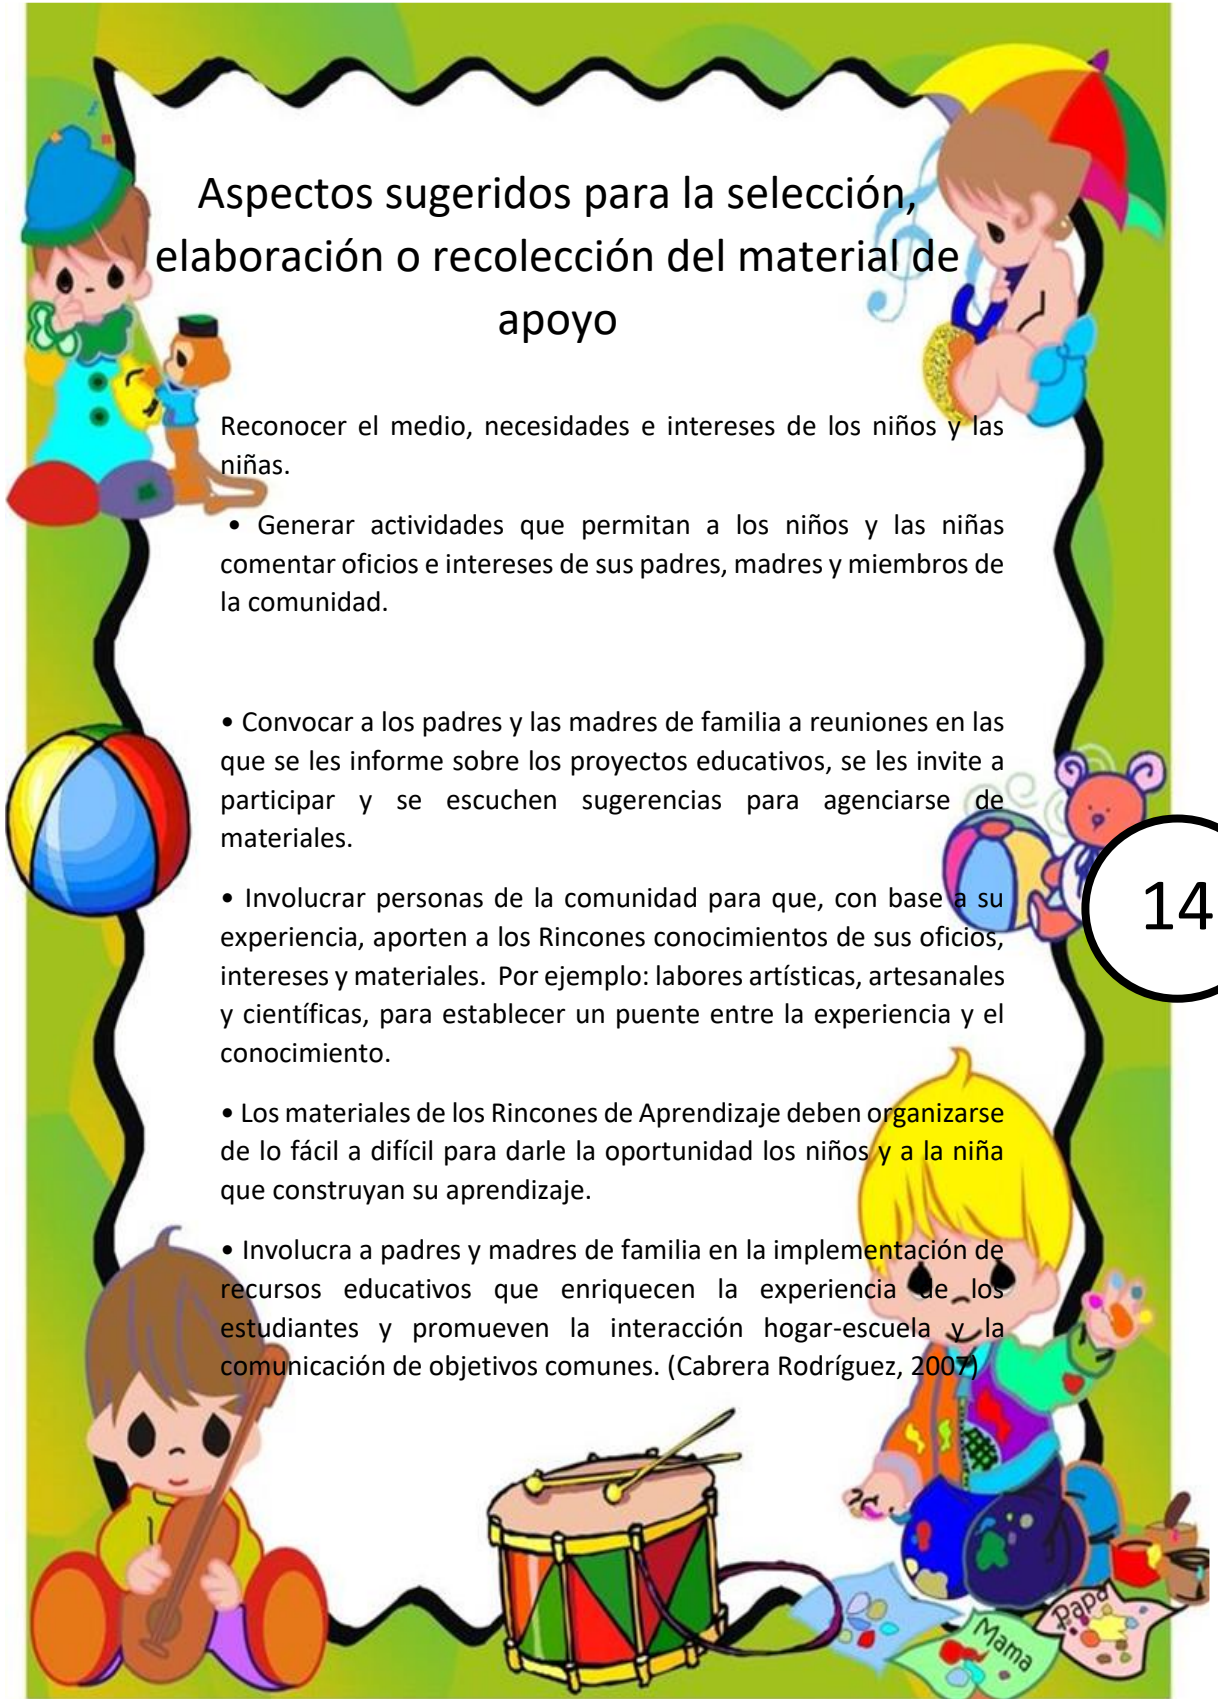 Aspectos sugeridos para la selección,
elaboración o recolección del material de
apoyo
Reconocer el medio, necesidades e intereses de los niños y las
niñas.
• Generar actividades que permitan a los niños y las niñas
comentar oficios e intereses de sus padres, madres y miembros de
la comunidad.
• Convocar a los padres y las madres de familia a reuniones en las
que se les informe sobre los proyectos educativos, se les invite a
participar y se escuchen sugerencias para agenciarse de
materiales.
14
• Involucrar personas de la comunidad para que, con base a su
experiencia, aporten a los Rincones conocimientos de sus oficios,
intereses y materiales. Por ejemplo: labores artísticas, artesanales
y científicas, para establecer un puente entre la experiencia y el
conocimiento.
• Los materiales de los Rincones de Aprendizaje deben organizarse
de lo fácil a difícil para darle la oportunidad los niños y a la niña
que construyan su aprendizaje.
• Involucra a padres y madres de familia en la implementación de
recursos educativos que enriquecen la experiencia de los
estudiantes y promueven la interacción hogar-escuela y la
comunicación de objetivos comunes. (Cabrera Rodríguez, 2007)
Mama
Papa